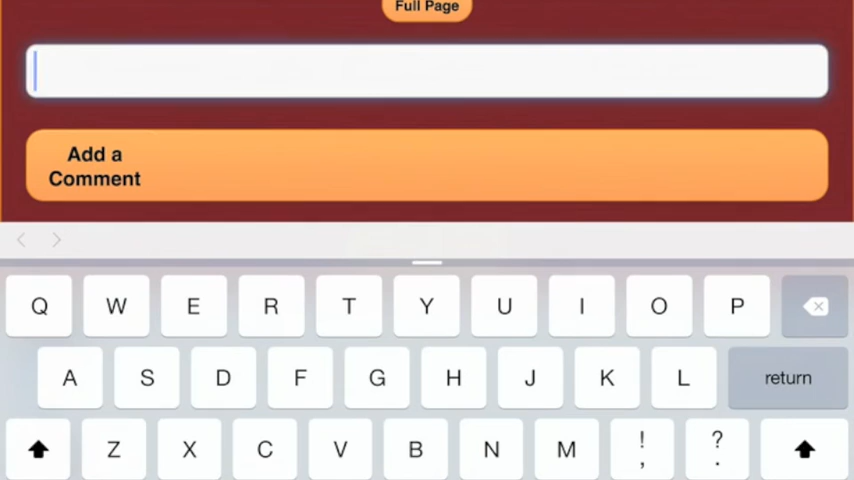 Full Page
Add a
Comment
Q W E R T Y U I O P
A S D F G H J K L return
Z X C V B N M ! , ? .